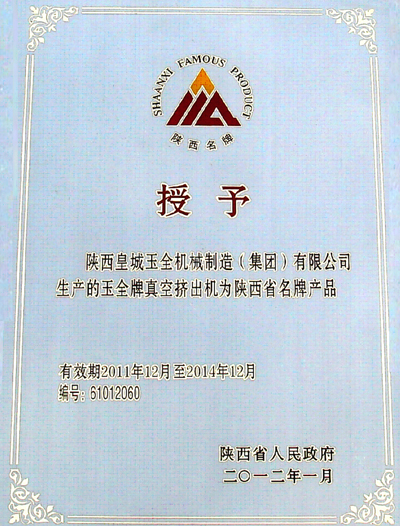 SHAANXI FAMOUS PRODUCT
陕西名牌
授予
陕西皇城玉全机械制造（集团）有限公司
生产的玉全牌真空挤出机为陕西省名牌产品
有效期2011年12月至2014年12月
编号：61012060
陕西省人民政府
二〇一二年一月